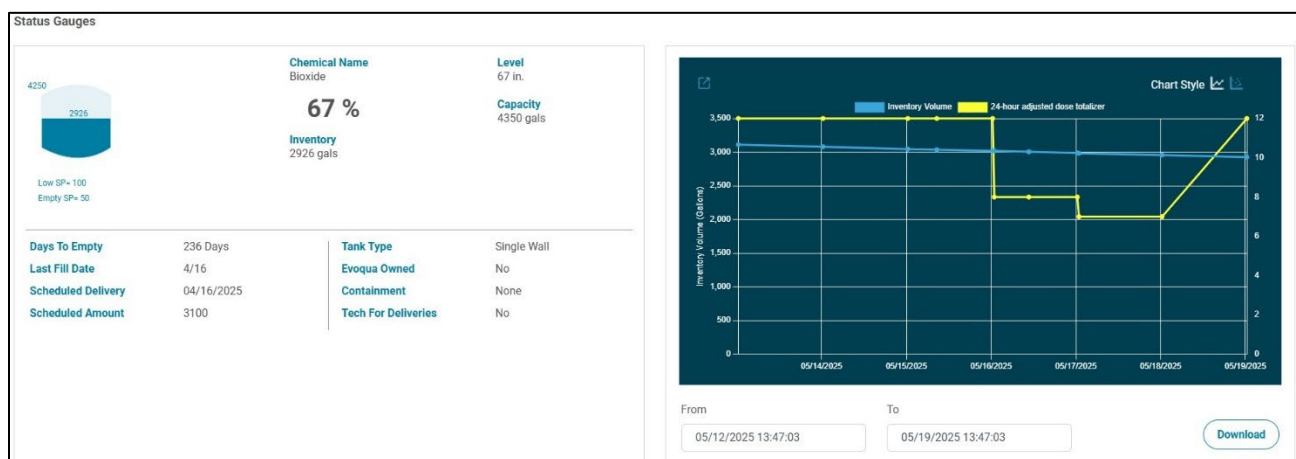 Status Gauges
4250
2926
Low SP= 100
Empty SP= 50
Chemical Name
Bioxide
67 %
Inventory
2926 gals
Level
67 in.
Capacity
4350 gals
Days To Empty 236 Days
Last Fill Date 4/16
Scheduled Delivery 04/16/2025
Scheduled Amount 3100
Tank Type Single Wall
Evoqua Owned No
Containment None
Tech For Deliveries No
Chart Style
Inventory Volume 24-hour adjusted dose totalizer
Inventory Volume (Gallons)
3,500 12
3,000 10
2,500 8
2,000
6
1,500
1,000 4
500 2
0 0
05/14/2025 05/15/2025 05/16/2025 05/17/2025 05/18/2025 05/19/2025
From To
05/12/2025 13:47:03 05/19/2025 13:47:03 Download